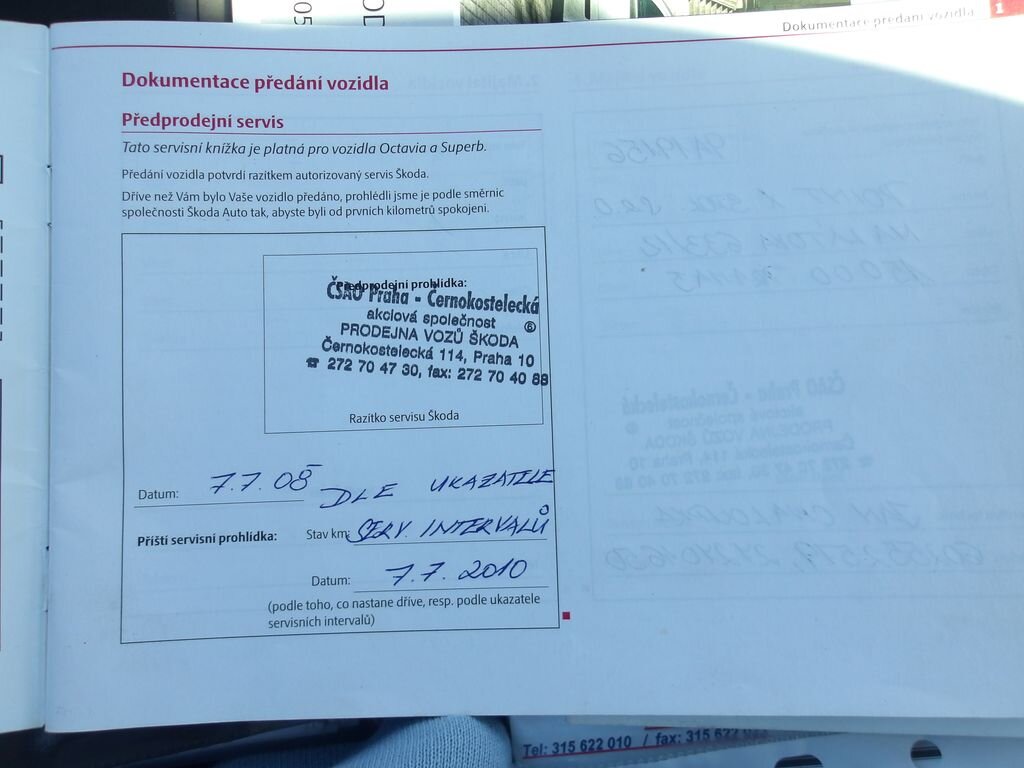 05
Dokumentace předání vozidla
1
Dokumentace předání vozidla
Předprodejní servis
Tato servisní knížka je platná pro vozidla Octavia a Superb.
Předání vozidla potvrdí razítkem autorizovaný servis Škoda.
Dříve než Vám bylo Vaše vozidlo předáno, prohlédli jsme je podle směrnic
společnosti Škoda Auto tak, abyste byli od prvních kilometrů spokojeni.
Předprodejní prohlídka:
ČSAO Praha - Černokostelecká
akciová společnost
PRODEJNA VOZŮ ŠKODA
Černokostelecká 114, Praha 10
☎ 272 70 47 30, fax: 272 70 40 88
Razítko servisu Škoda
Datum: 7.7.08 DLE UKAZATELE
Příští servisní prohlídka: Stav km: SERV. INTERVALŮ
Datum: 7.7.2010
(podle toho, co nastane dříve, resp. podle ukazatele
servisních intervalů)
Tel: 315 622 010 / fax: 315 62